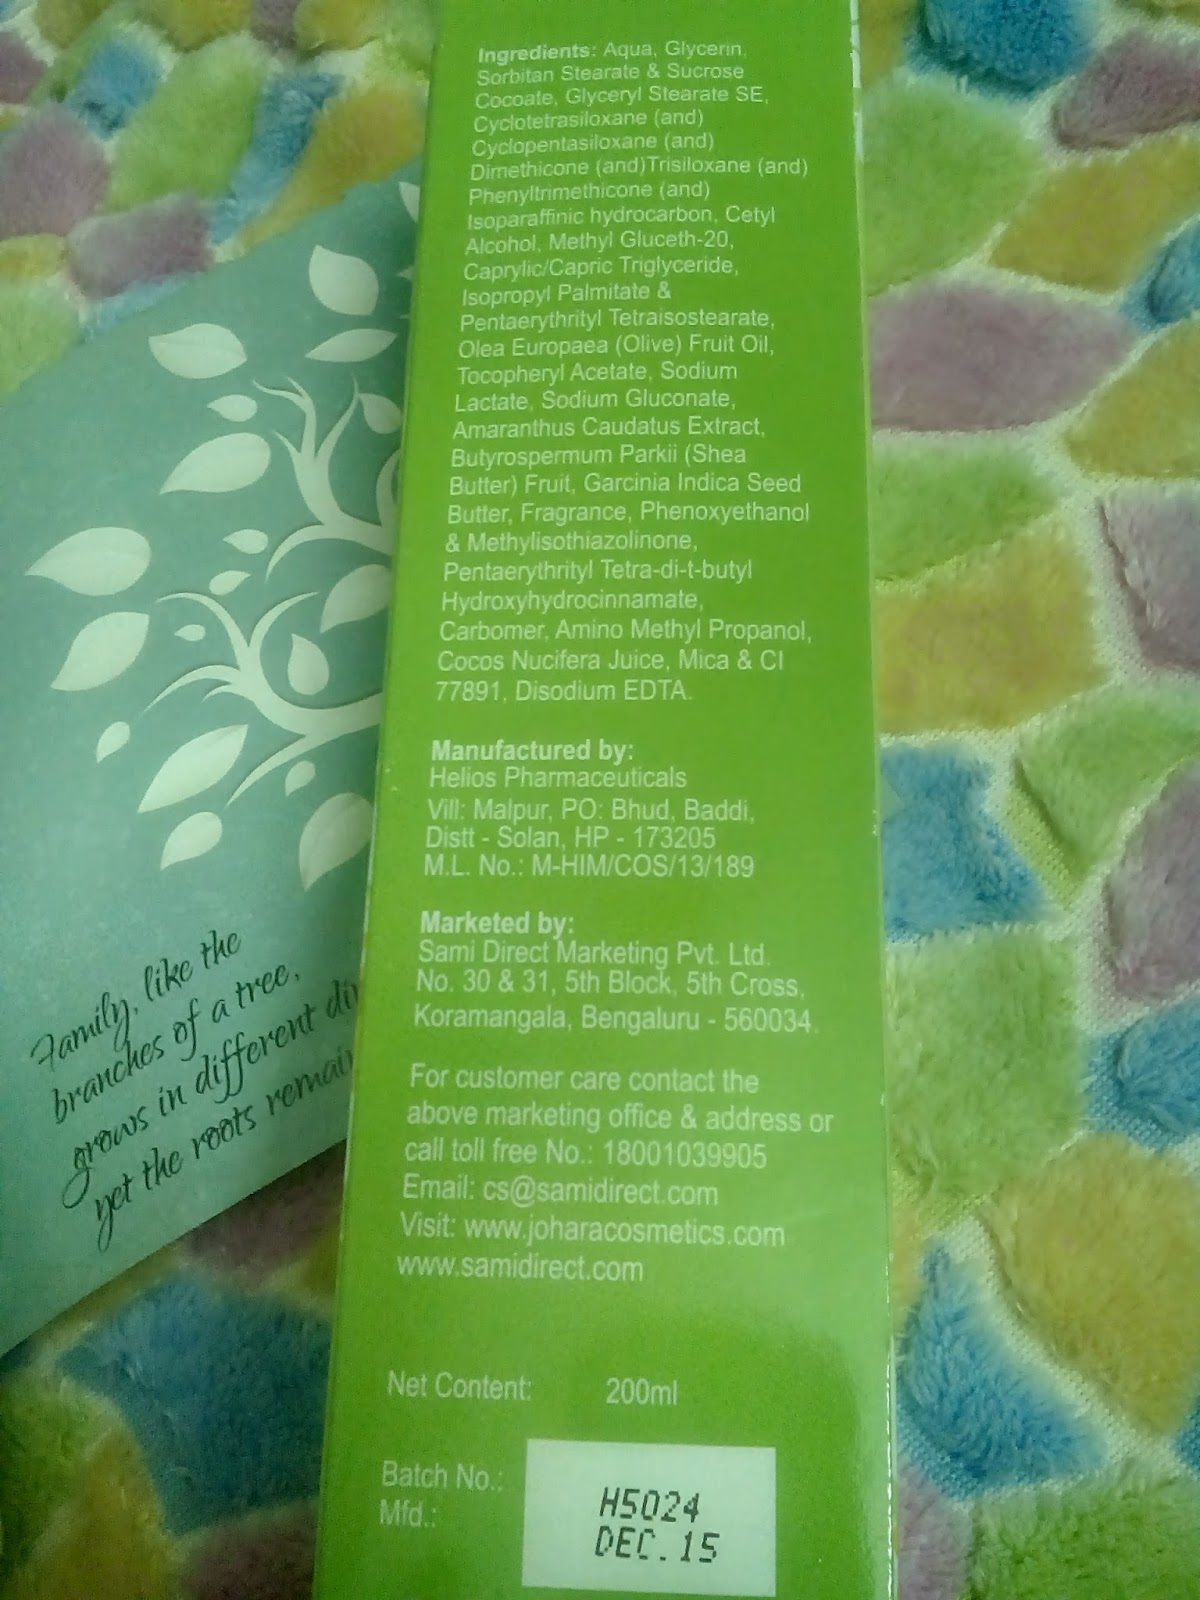 Ingredients: Aqua, Glycerin,
Sorbitan Stearate & Sucrose
Cocoate, Glyceryl Stearate SE,
Cyclotetrasiloxane (and)
Cyclopentasiloxane (and)
Dimethicone (and)Trisiloxane (and)
Phenyltrimethicone (and)
Isoparaffinic hydrocarbon, Cetyl
Alcohol, Methyl Gluceth-20,
Caprylic/Capric Triglyceride,
Isopropyl Palmitate &
Pentaerythrityl Tetraisostearate,
Olea Europaea (Olive) Fruit Oil,
Tocopheryl Acetate, Sodium
Lactate, Sodium Gluconate,
Amaranthus Caudatus Extract,
Butyrospermum Parkii (Shea
Butter) Fruit, Garcinia Indica Seed
Butter, Fragrance, Phenoxyethanol
& Methylisothiazolinone,
Pentaerythrityl Tetra-di-t-butyl
Hydroxyhydrocinnamate,
Carbomer, Amino Methyl Propanol,
Cocos Nucifera Juice, Mica & CI
77891, Disodium EDTA.
Manufactured by:
Helios Pharmaceuticals
Vill: Malpur, PO: Bhud, Baddi,
Distt - Solan, HP - 173205
M.L. No.: M-HIM/COS/13/189
Marketed by:
Sami Direct Marketing Pvt. Ltd.
No. 30 & 31, 5th Block, 5th Cross,
Koramangala, Bengaluru - 560034.
For customer care contact the
above marketing office & address or
call toll free No.: 18001039905
Email: cs@samidirect.com
Visit: www.joharacosmetics.com
www.samidirect.com
Net Content: 200ml
Batch No.: H5024
Mfd.: DEC.15
Family, like the
branches of a tree,
grows in different
yet the roots